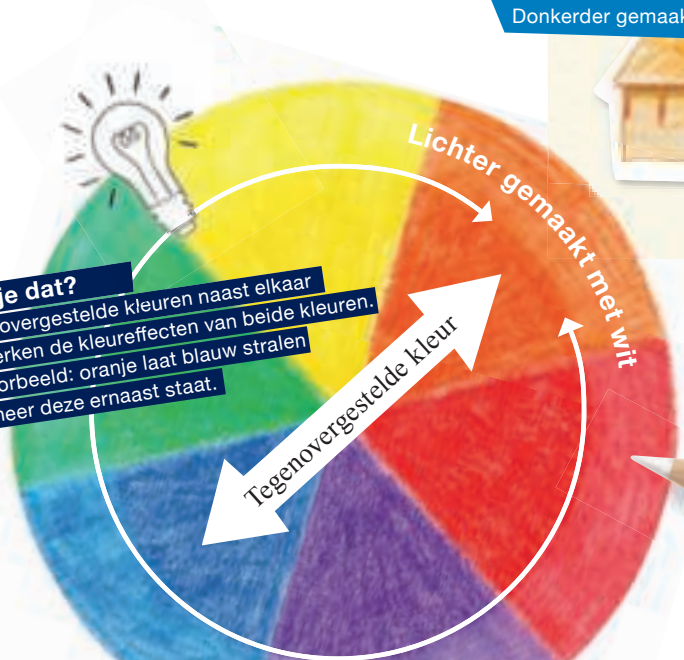 Donkerder gemaakt
Lichter gemaakt met wit
je dat?
overgestelde kleuren naast elkaar
erken de kleureffecten van beide kleuren.
orbeeld: oranje laat blauw stralen
neer deze ernaast staat.
Tegenovergestelde kleur